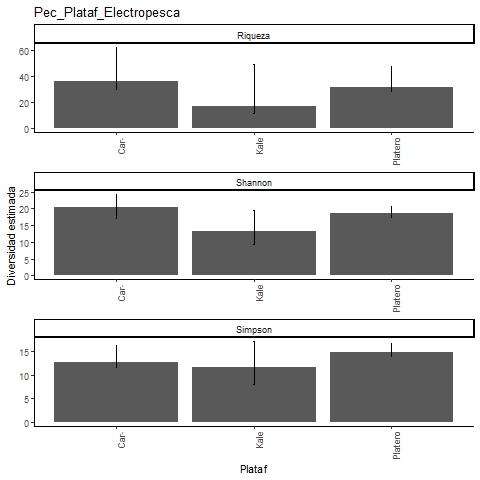 Pec_Plataf_Electropesca
Riqueza
60
40
20
0
Car-
Kale
Platero
Shannon
25
20
15
10
5
0
Car-
Kale
Platero
Diversidad estimada
Simpson
15
10
5
0
Car-
Kale
Platero
Plataf